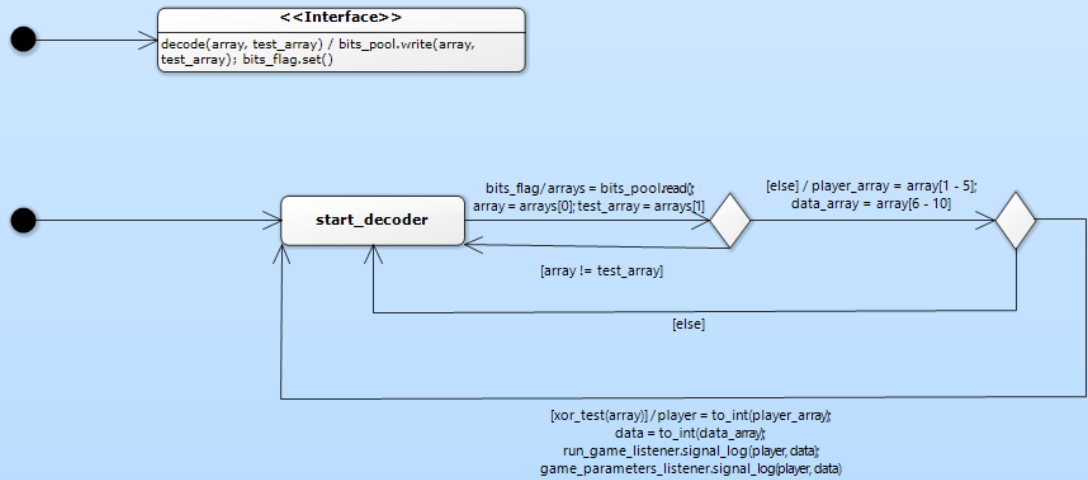 <<Interface>>
decode(array, test_array) / bits_pool.write(array,
test_array); bits_flag.set()
start_decoder
bits_flag/ arrays = bits_pool.read();
array = arrays[0]; test_array = arrays[1]
[else] / player_array = array[1 - 5];
data_array = array[6 - 10]
[array != test_array]
[else]
[xor_test(array)] / player = to_int(player_array);
data = to_int(data_array);
run_game_listener.signal_log(player, data);
game_parameters_listener.signal_log(player, data)